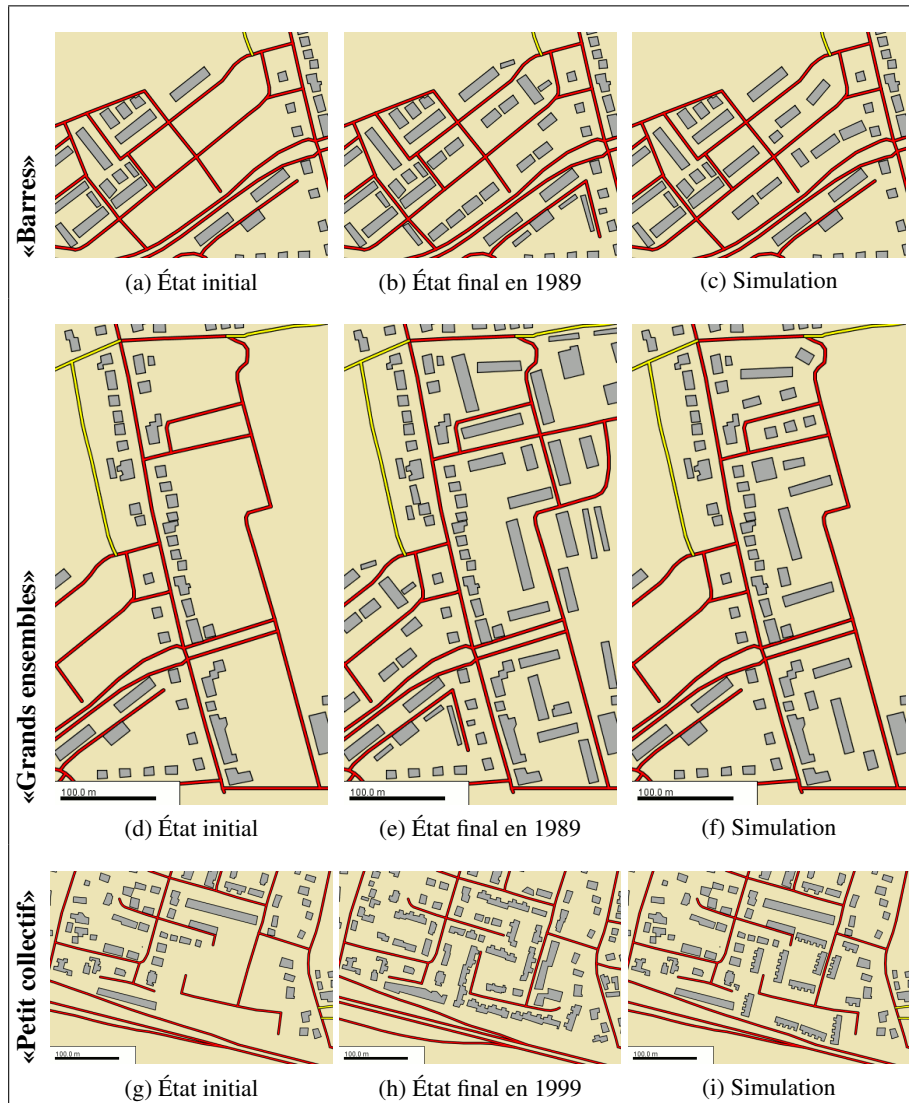 «Barres»
(a) État initial
(b) État final en 1989
(c) Simulation
«Grands ensembles»
100.0 m
100.0 m
100.0 m
(d) État initial
(e) État final en 1989
(f) Simulation
«Petit collectif»
100.0 m
100.0 m
100.0 m
(g) État initial
(h) État final en 1999
(i) Simulation